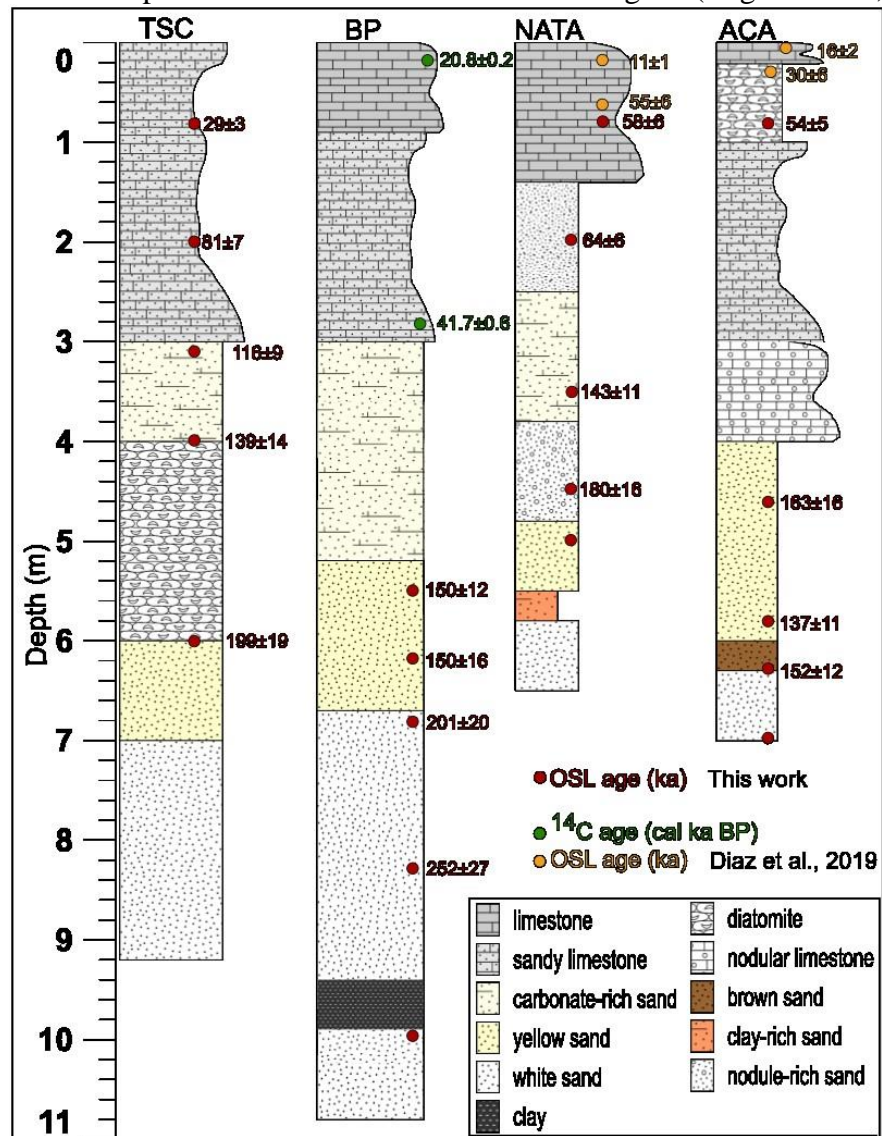 TSC BP NATA ACA
0 20.8±0.2 11±1 16±2
30±6
55±6
29±3 58±6 54±5
1
2 81±7 64±6
41.7±0.6
3
116±9
143±11
4 139±14
180±16 163±16
5
150±12
137±11
6 199±19 150±16
152±12
201±20
7
OSL age (ka) This work
14C age (cal ka BP)
OSL age (ka) Diaz et al., 2019
8
252±27
9
10
11
Depth (m)
limestone diatomite
sandy limestone nodular limestone
carbonate-rich sand brown sand
yellow sand clay-rich sand
white sand nodule-rich sand
clay